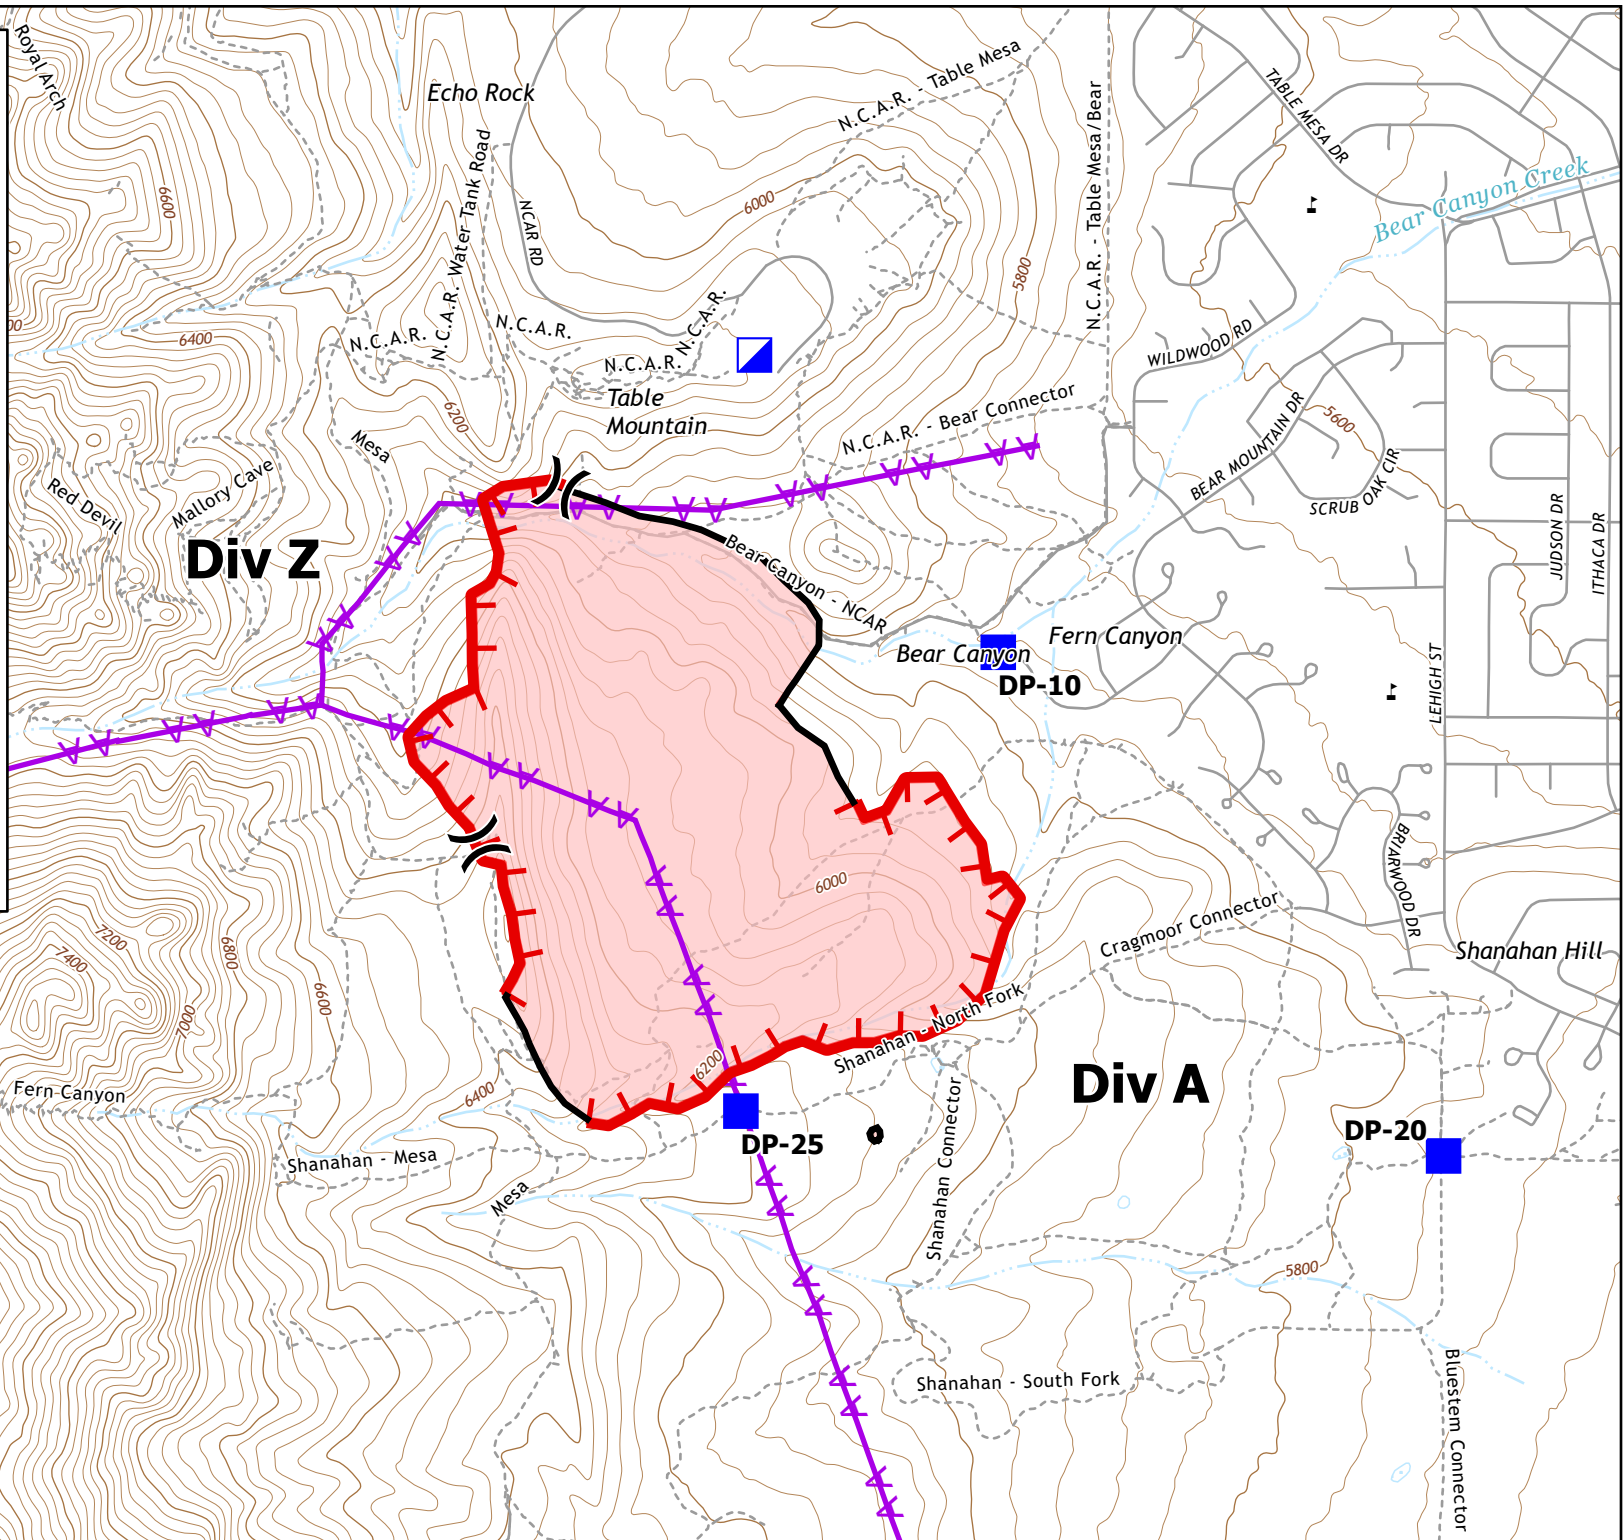 Royal Arch
Echo Rock
N.C.A.R. - Table Mesa
TABLE MESA DR
N.C.A.R. - Table Mesa/Bear
Bear Canyon Creek
6600
N.C.A.R. Water Tank Road
NCAR RD
6000
5800
00
6400
N.C.A.R.
N.C.A.R.
N.C.A.R.
N.C.A.R.
WILDWOOD RD
Table
Mountain
6200
Mesa
N.C.A.R. - Bear Connector
5600
BEAR MOUNTAIN DR
SCRUB OAK CIR
Red Devil
Mallory Cave
Div Z
JUDSON DR
ITHACA DR
Bear Canyon - NCAR
Bear Canyon
Fern Canyon
DP-10
LEHIGH ST
BRIARWOOD DR
6000
Cragmoor Connector
Shanahan Hill
7200
7400
6800
6600
7000
Shanahan - North Fork
6200
Div A
Fern Canyon
6400
DP-25
DP-20
Shanahan - Mesa
Mesa
Shanahan Connector
5800
Shanahan - South Fork
Bluestem Connector